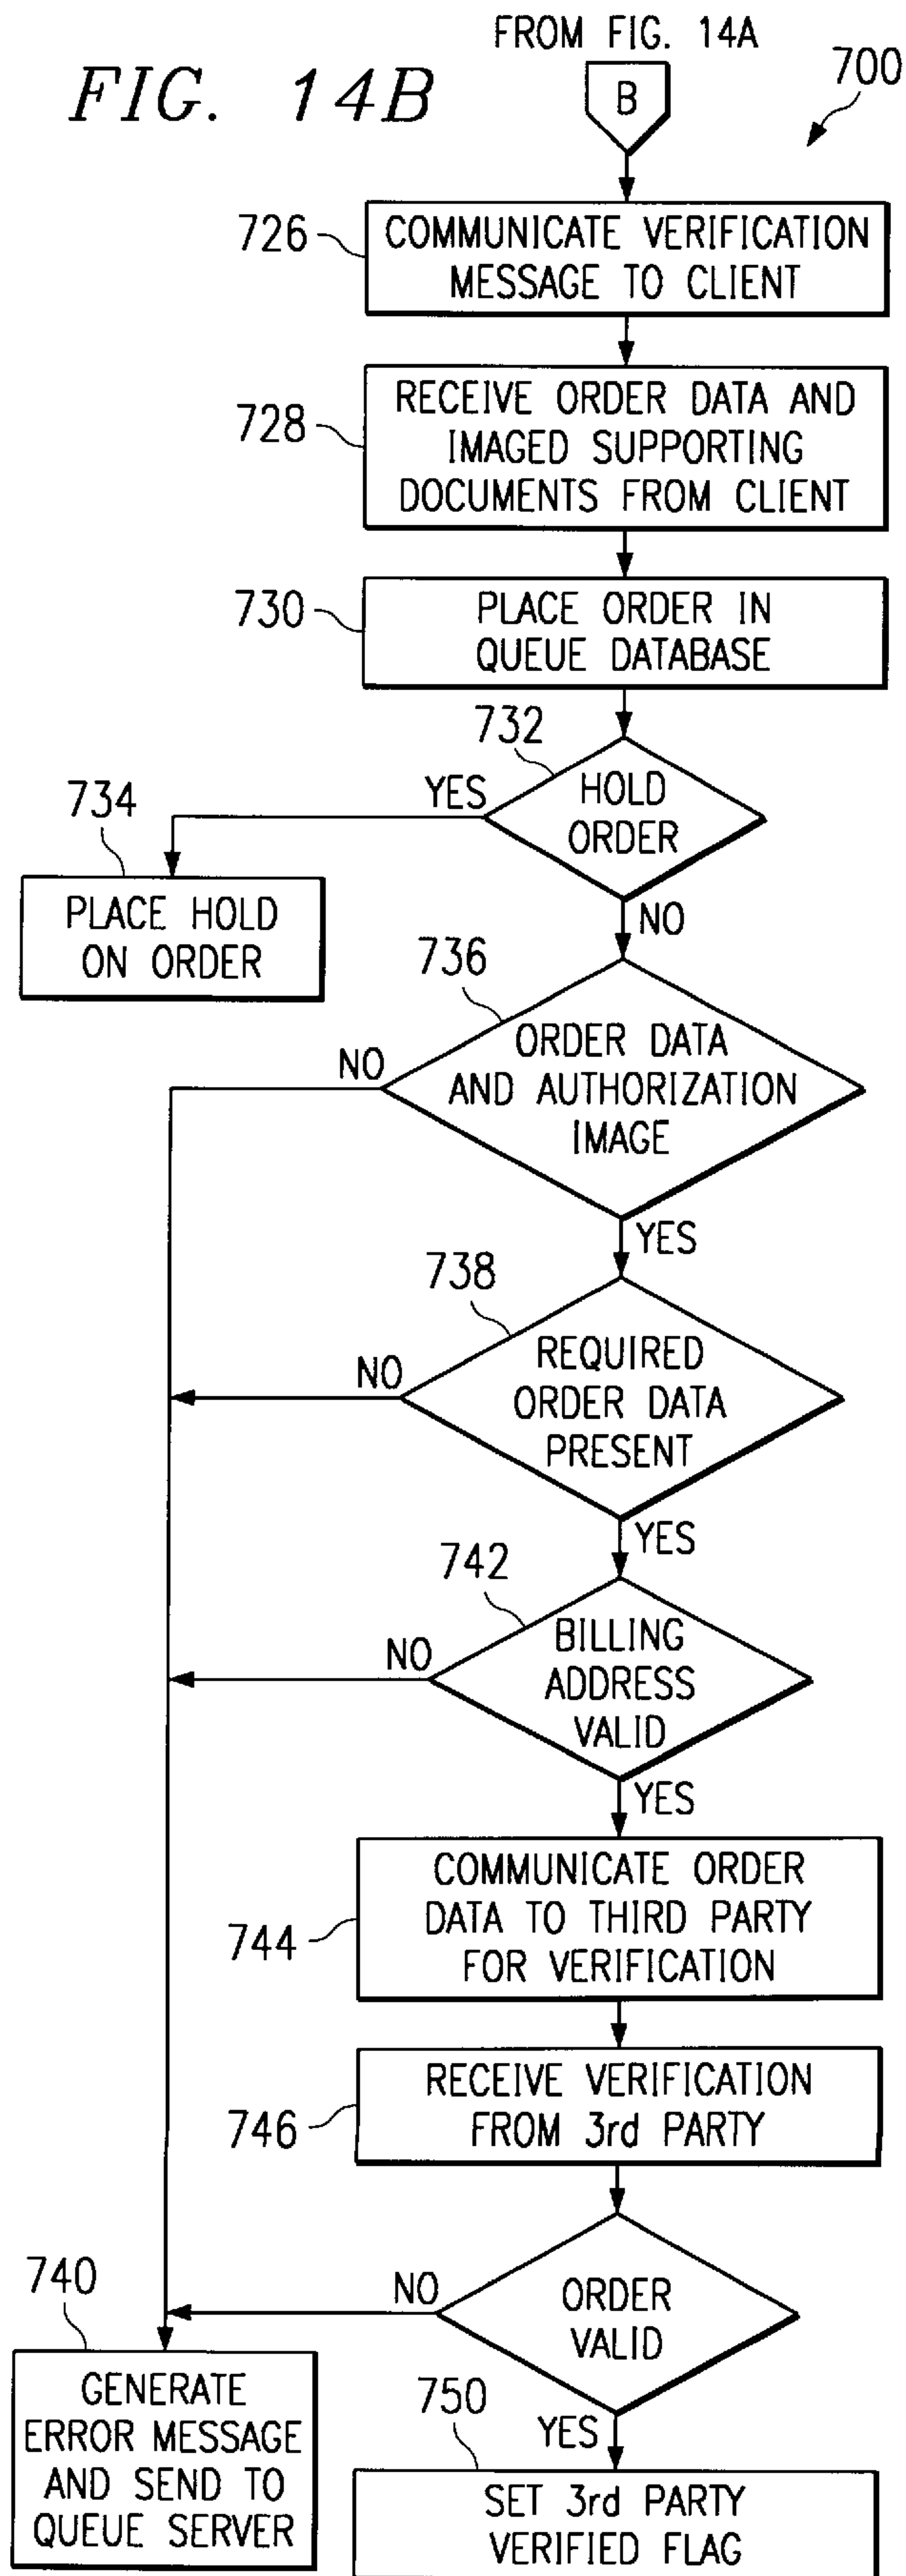 FROM FIG. 14A
FIG. 14B
B
700
726
COMMUNICATE VERIFICATION
MESSAGE TO CLIENT
728
RECEIVE ORDER DATA AND
IMAGED SUPPORTING
DOCUMENTS FROM CLIENT
730
PLACE ORDER IN
QUEUE DATABASE
732
HOLD
ORDER
YES
NO
734
PLACE HOLD
ON ORDER
736
ORDER DATA
AND AUTHORIZATION
IMAGE
NO
YES
738
REQUIRED
ORDER DATA
PRESENT
NO
YES
742
BILLING
ADDRESS
VALID
NO
YES
744
COMMUNICATE ORDER
DATA TO THIRD PARTY
FOR VERIFICATION
746
RECEIVE VERIFICATION
FROM 3rd PARTY
ORDER
VALID
NO
YES
740
GENERATE
ERROR MESSAGE
AND SEND TO
QUEUE SERVER
750
SET 3rd PARTY
VERIFIED FLAG